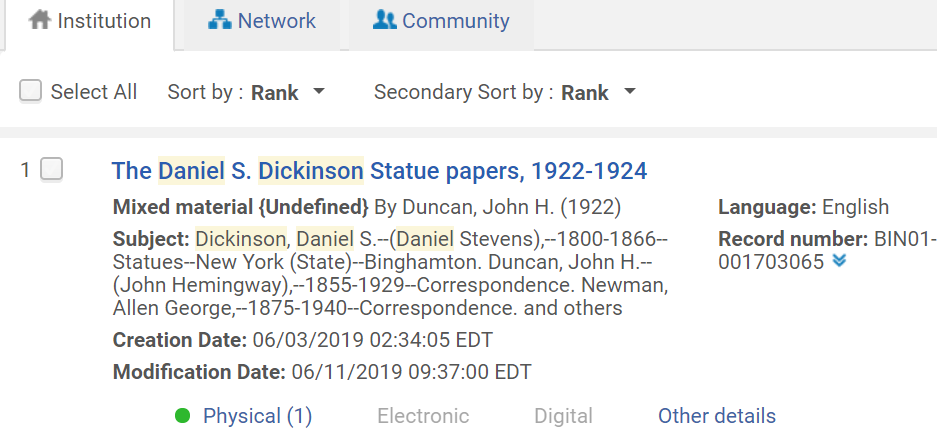 Institution Network Community
Select All Sort by : Rank Secondary Sort by : Rank
1 The Daniel S. Dickinson Statue papers, 1922-1924
Mixed material {Undefined} By Duncan, John H. (1922)
Subject: Dickinson, Daniel S.--(Daniel Stevens),--1800-1866--
Statues--New York (State)--Binghamton. Duncan, John H.--
(John Hemingway),--1855-1929--Correspondence. Newman,
Allen George,--1875-1940--Correspondence. and others
Creation Date: 06/03/2019 02:34:05 EDT
Modification Date: 06/11/2019 09:37:00 EDT
Language: English
Record number: BIN01-
001703065
Physical (1) Electronic Digital Other details